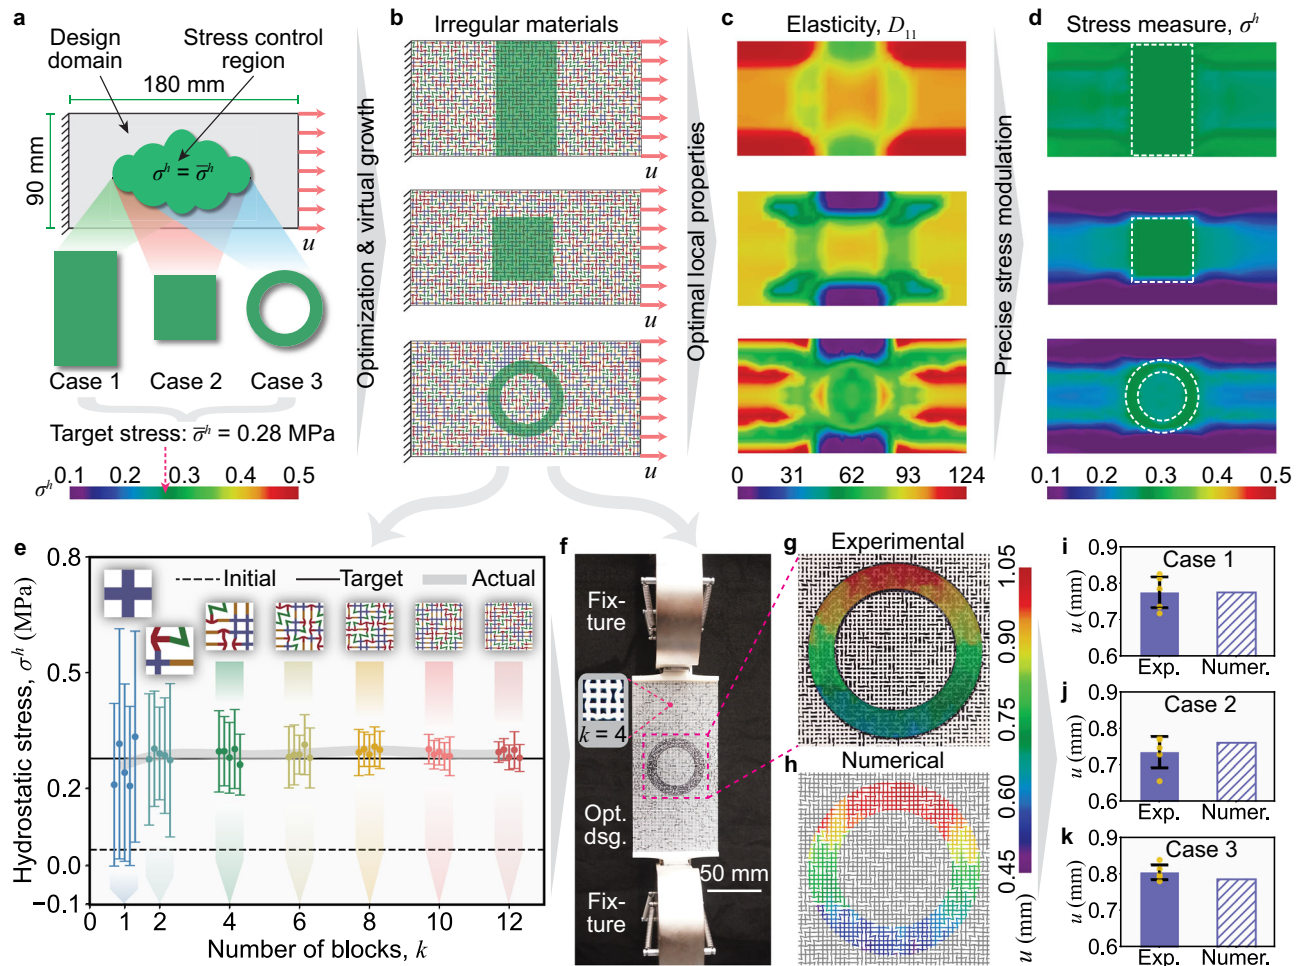 a
Design domain
Stress control region
180 mm
90 mm
σʰ = σ̄ʰ
u
Case 1
Case 2
Case 3
Target stress: σ̄ʰ = 0.28 MPa
0.1 0.2 0.3 0.4 0.5
σʰ
Optimization & virtual growth
b
Irregular materials
u
u
u
Optimal local properties
c
Elasticity, D₁₁
0 31 62 93 124
Precise stress modulation
d
Stress measure, σʰ
0.1 0.2 0.3 0.4 0.5
e
Hydrostatic stress, σʰ (MPa)
0.8
0.5
0.2
0.0
−0.1
Initial
Target
Actual
0 1 2 4 6 8 10 12
Number of blocks, k
f
Fix-
ture
k = 4
Opt.
dsg.
50 mm
Fix-
ture
g
Experimental
h
Numerical
1.05
0.90
0.75
0.60
0.45
u (mm)
i
Case 1
u (mm)
0.9
0.8
0.7
0.6
Exp. Numer.
j
Case 2
u (mm)
0.9
0.8
0.7
0.6
Exp. Numer.
k
Case 3
u (mm)
0.9
0.8
0.7
0.6
Exp. Numer.